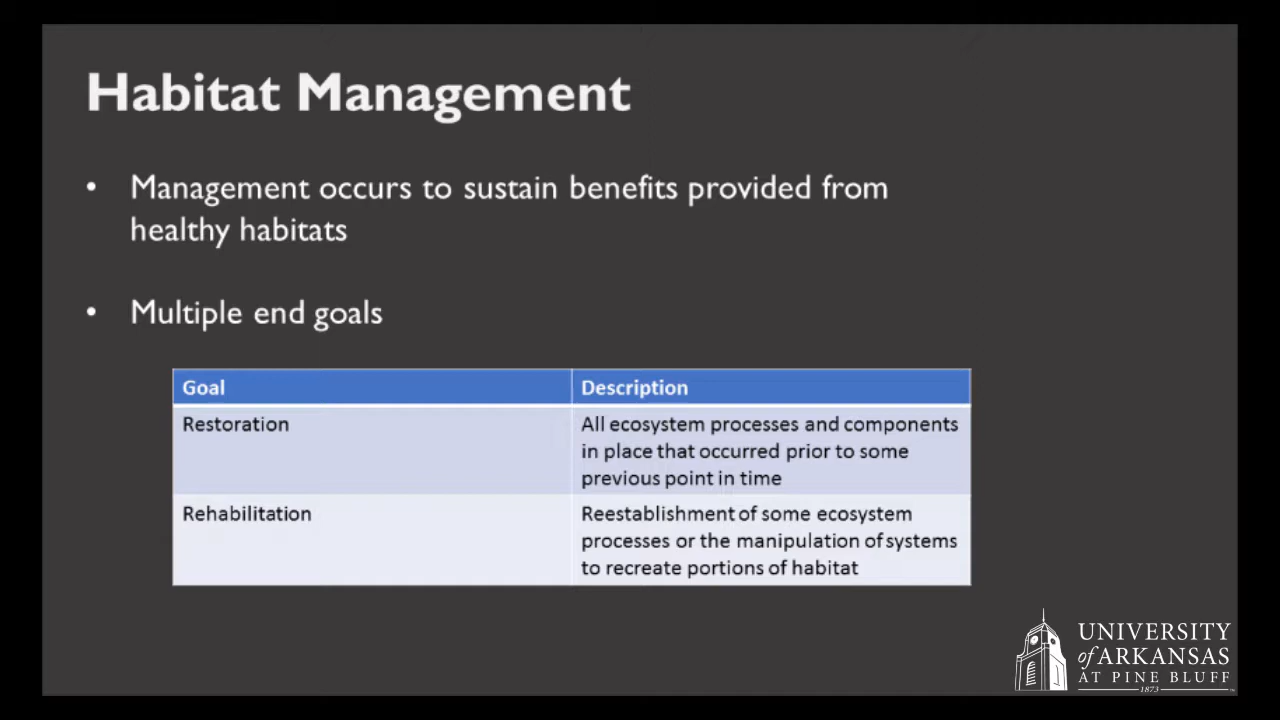 Habitat Management
• Management occurs to sustain benefits provided from
healthy habitats
• Multiple end goals
Goal Description
Restoration All ecosystem processes and components
in place that occurred prior to some
previous point in time
Rehabilitation Reestablishment of some ecosystem
processes or the manipulation of systems
to recreate portions of habitat
UNIVERSITY
of ARKANSAS
AT PINE BLUFF
1873